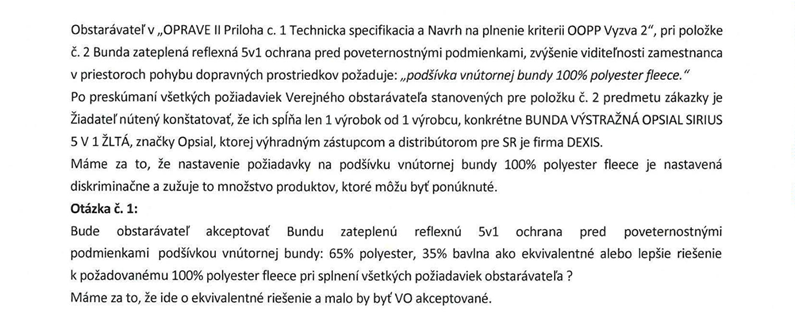 Obstarávateľ v „OPRAVE II Priloha c. 1 Technicka specifikacia a Navrh na plnenie kriterii OOPP Vyzva 2“, pri položke
č. 2 Bunda zateplená reflexná 5v1 ochrana pred poveternostnými podmienkami, zvýšenie viditeľnosti zamestnanca
v priestoroch pohybu dopravných prostriedkov požaduje: „podšívka vnútornej bundy 100% polyester fleece.“
Po preskúmaní všetkých požiadaviek Verejného obstarávateľa stanovených pre položku č. 2 predmetu zákazky je
Žiadateľ nútený konštatovať, že ich spĺňa len 1 výrobok od 1 výrobcu, konkrétne BUNDA VÝSTRAŽNÁ OPSIAL SIRIUS
5 V 1 ŽLTÁ, značky Opsial, ktorej výhradným zástupcom a distribútorom pre SR je firma DEXIS.
Máme za to, že nastavenie požiadavky na podšívku vnútornej bundy 100% polyester fleece je nastavená
diskriminačne a zužuje to množstvo produktov, ktoré môžu byť ponúknuté.
Otázka č. 1:
Bude obstarávateľ akceptovať Bundu zateplenú reflexnú 5v1 ochrana pred poveternostnými
podmienkami podšívkou vnútornej bundy: 65% polyester, 35% bavlna ako ekvivalentné alebo lepšie riešenie
k požadovanému 100% polyester fleece pri splnení všetkých požiadaviek obstarávateľa ?
Máme za to, že ide o ekvivalentné riešenie a malo by byť VO akceptované.